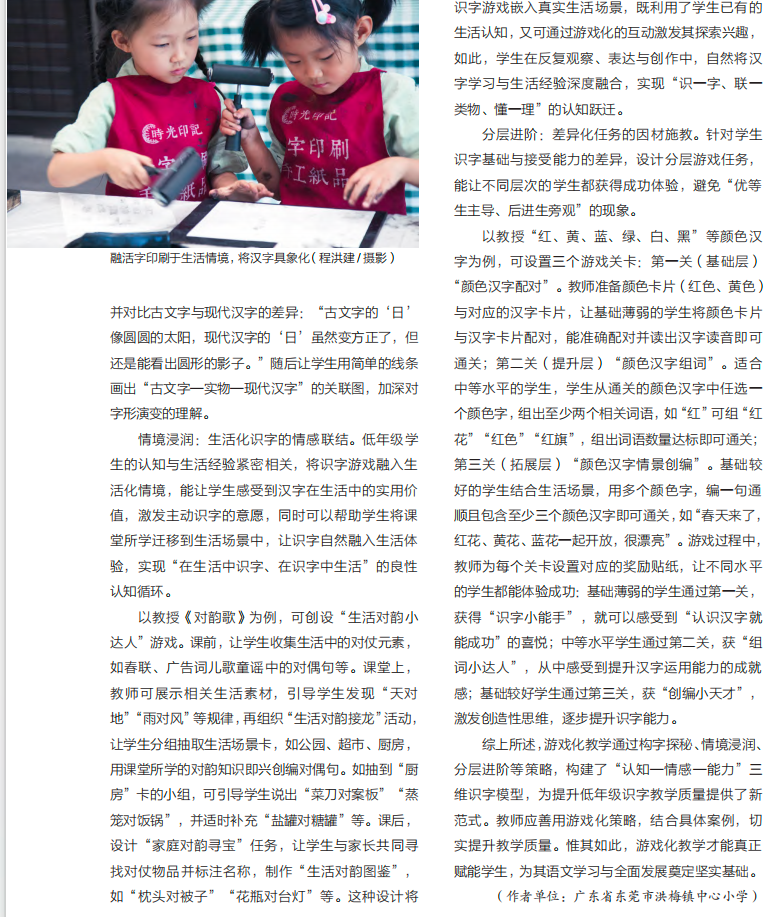 時光印記
字印刷
手工紙品
時光印記
字印刷
手工紙品
融活字印刷于生活情境，将汉字具象化（程洪建/摄影）
并对比古文字与现代汉字的差异：“古文字的‘日’
像圆圆的太阳，现代汉字的‘日’虽然变方正了，但
还是能看出圆形的影子。”随后让学生用简单的线条
画出“古文字—实物—现代汉字”的关联图，加深对
字形演变的理解。
情境浸润：生活化识字的情感联结。低年级学
生的认知与生活经验紧密相关，将识字游戏融入生
活化情境，能让学生感受到汉字在生活中的实用价
值，激发主动识字的意愿，同时可以帮助学生将课
堂所学迁移到生活场景中，让识字自然融入生活体
验，实现“在生活中识字、在识字中生活”的良性
认知循环。
以教授《对韵歌》为例，可创设“生活对韵小
达人”游戏。课前，让学生收集生活中的对仗元素，
如春联、广告词儿歌童谣中的对偶句等。课堂上，
教师可展示相关生活素材，引导学生发现“天对
地”“雨对风”等规律，再组织“生活对韵接龙”活动，
让学生分组抽取生活场景卡，如公园、超市、厨房，
用课堂所学的对韵知识即兴创编对偶句。如抽到“厨
房”卡的小组，可引导学生说出“菜刀对案板”“蒸
笼对饭锅”，并适时补充“盐罐对糖罐”等。课后，
设计“家庭对韵寻宝”任务，让学生与家长共同寻
找对仗物品并标注名称，制作“生活对韵图鉴”，
如“枕头对被子”“花瓶对台灯”等。这种设计将
识字游戏嵌入真实生活场景，既利用了学生已有的
生活认知，又可通过游戏化的互动激发其探索兴趣，
如此，学生在反复观察、表达与创作中，自然将汉
字学习与生活经验深度融合，实现“识一字、联一
类物、懂一理”的认知跃迁。
分层进阶：差异化任务的因材施教。针对学生
识字基础与接受能力的差异，设计分层游戏任务，
能让不同层次的学生都获得成功体验，避免“优等
生主导、后进生旁观”的现象。
以教授“红、黄、蓝、绿、白、黑”等颜色汉
字为例，可设置三个游戏关卡：第一关（基础层）
“颜色汉字配对”。教师准备颜色卡片（红色、黄色）
与对应的汉字卡片，让基础薄弱的学生将颜色卡片
与汉字卡片配对，能准确配对并读出汉字读音即可
通关；第二关（提升层）“颜色汉字组词”。适合
中等水平的学生，学生从通关的颜色汉字中任选一
个颜色字，组出至少两个相关词语，如“红”可组“红
花”“红色”“红旗”，组出词语数量达标即可通关；
第三关（拓展层）“颜色汉字情景创编”。基础较
好的学生结合生活场景，用多个颜色字，编一句通
顺且包含至少三个颜色汉字即可通关，如“春天来了，
红花、黄花、蓝花一起开放，很漂亮”。游戏过程中，
教师为每个关卡设置对应的奖励贴纸，让不同水平
的学生都能体验成功：基础薄弱的学生通过第一关，
获得“识字小能手”，就可以感受到“认识汉字就
能成功”的喜悦；中等水平学生通过第二关，获“组
词小达人”，从中感受到提升汉字运用能力的成就
感；基础较好学生通过第三关，获“创编小天才”，
激发创造性思维，逐步提升识字能力。
综上所述，游戏化教学通过构字探秘、情境浸润、
分层进阶等策略，构建了“认知—情感—能力”三
维识字模型，为提升低年级识字教学质量提供了新
范式。教师应善用游戏化策略，结合具体案例，切
实提升教学质量。惟其如此，游戏化教学才能真正
赋能学生，为其语文学习与全面发展奠定坚实基础。
（作者单位：广东省东莞市洪梅镇中心小学）